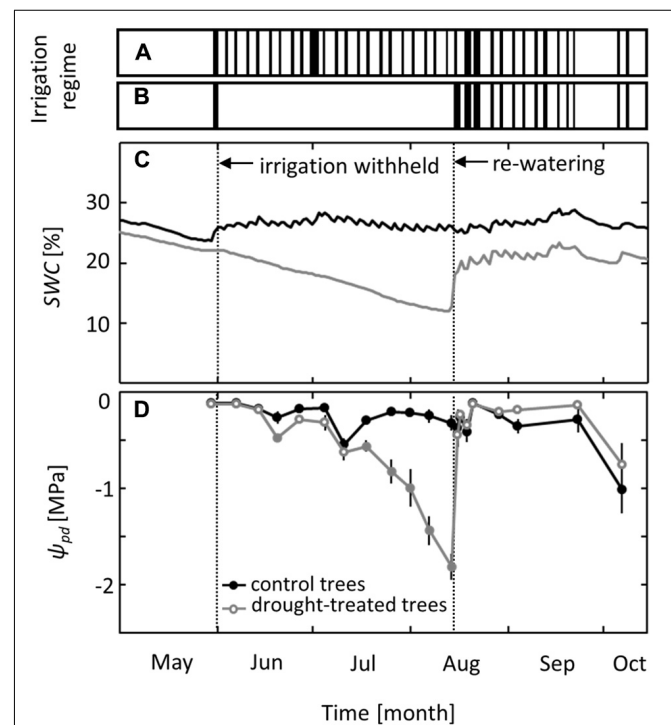 Irrigation
regime
A
B
C
irrigation withheld
re-watering
SWC [%]
30
20
10
D
0
-1
-2
ψpd [MPa]
control trees
drought-treated trees
May Jun Jul Aug Sep Oct
Time [month]